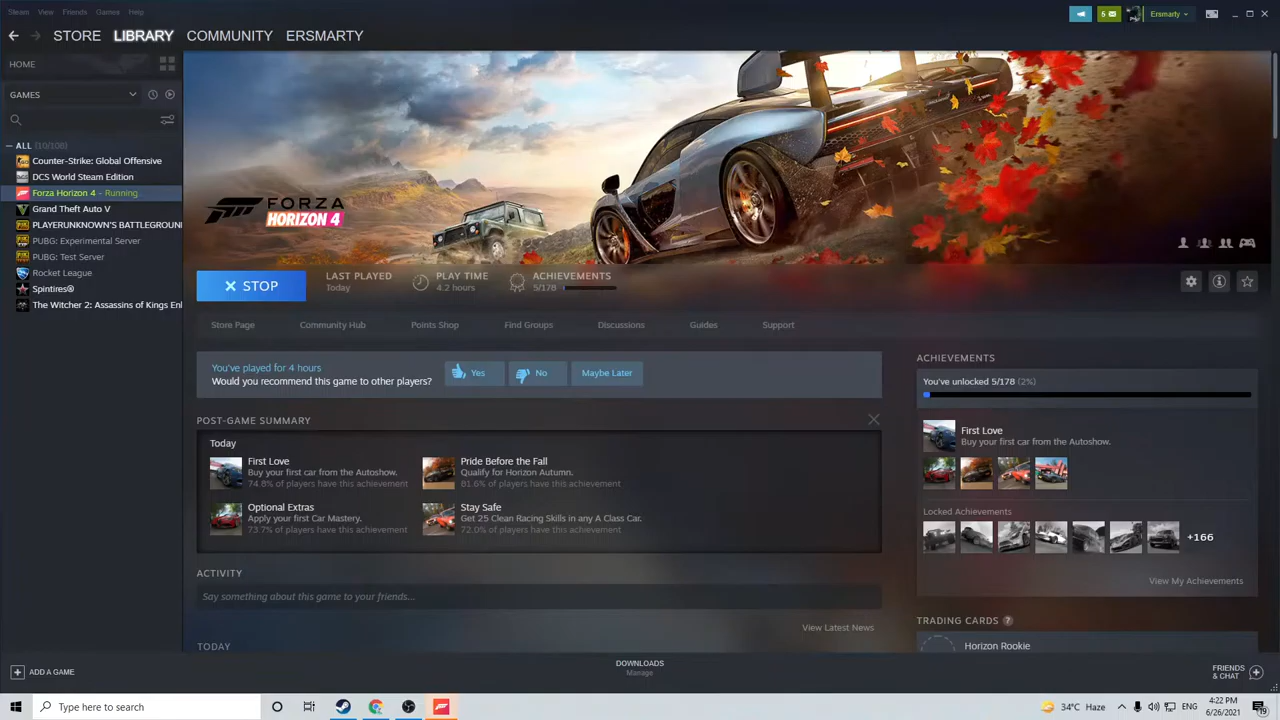 Steam View Friends Games Help
5
Ersmarty
STORE LIBRARY COMMUNITY ERSMARTY
HOME
GAMES
ALL (10/106)
Counter-Strike: Global Offensive
DCS World Steam Edition
Forza Horizon 4 - Running
Grand Theft Auto V
PLAYERUNKNOWN'S BATTLEGROUN
PUBG: Experimental Server
PUBG: Test Server
Rocket League
Spintires®
The Witcher 2: Assassins of Kings Enl
FORZA
HORIZON 4
STOP
LAST PLAYED
Today
PLAY TIME
4.2 hours
ACHIEVEMENTS
5/178
Store Page Community Hub Points Shop Find Groups Discussions Guides Support
You've played for 4 hours
Would you recommend this game to other players?
Yes No Maybe Later
POST-GAME SUMMARY
Today
First Love
Buy your first car from the Autoshow.
74.8% of players have this achievement
Pride Before the Fall
Qualify for Horizon Autumn.
81.6% of players have this achievement
Optional Extras
Apply your first Car Mastery.
73.7% of players have this achievement
Stay Safe
Get 25 Clean Racing Skills in any A Class Car.
72.0% of players have this achievement
ACTIVITY
Say something about this game to your friends...
View Latest News
TODAY
ACHIEVEMENTS
You've unlocked 5/178 (2%)
First Love
Buy your first car from the Autoshow.
Locked Achievements
+166
View My Achievements
TRADING CARDS ?
Horizon Rookie
ADD A GAME
DOWNLOADS
Manage
FRIENDS
& CHAT
Type here to search
34°C Haze
ENG
4:22 PM
6/26/2021
19